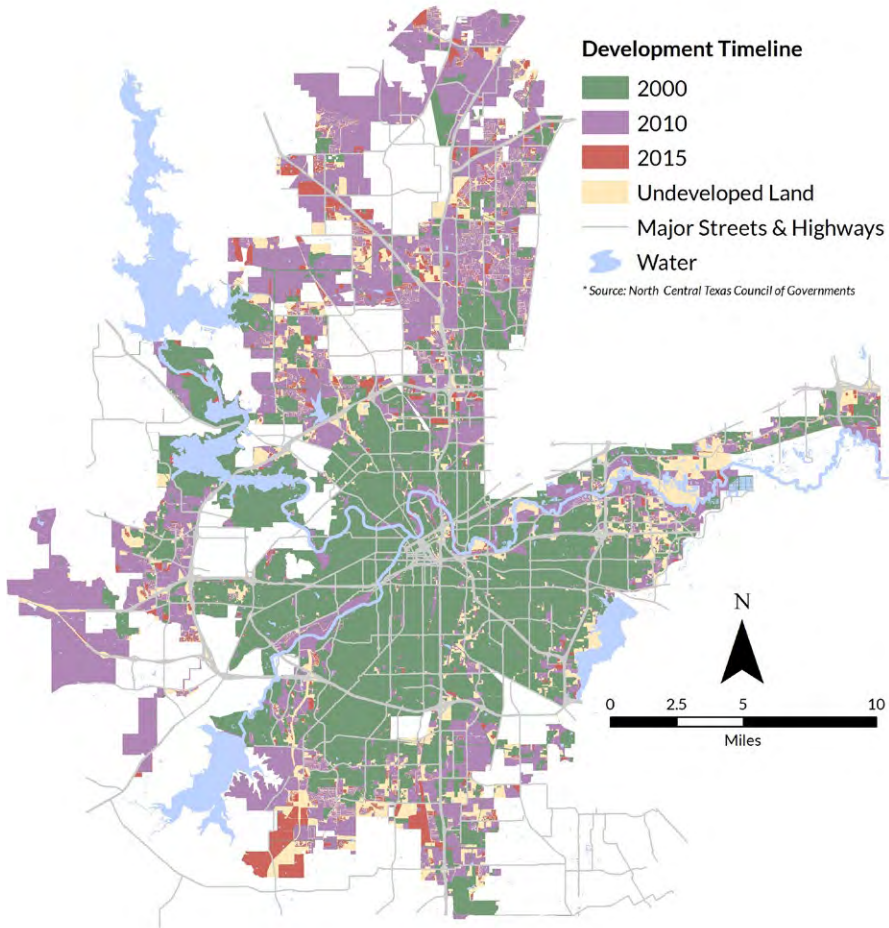 Development Timeline
2000
2010
2015
Undeveloped Land
Major Streets & Highways
Water
* Source: North Central Texas Council of Governments
N
0 2.5 5 10
Miles